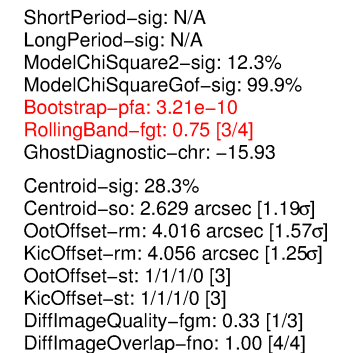 ShortPeriod−sig: N/A
LongPeriod−sig: N/A
ModelChiSquare2−sig: 12.3%
ModelChiSquareGof−sig: 99.9%
Bootstrap−pfa: 3.21e−10
RollingBand−fgt: 0.75 [3/4]
GhostDiagnostic−chr: −15.93
Centroid−sig: 28.3%
Centroid−so: 2.629 arcsec [1.19σ]
OotOffset−rm: 4.016 arcsec [1.57σ]
KicOffset−rm: 4.056 arcsec [1.25σ]
OotOffset−st: 1/1/1/0 [3]
KicOffset−st: 1/1/1/0 [3]
DiffImageQuality−fgm: 0.33 [1/3]
DiffImageOverlap−fno: 1.00 [4/4]